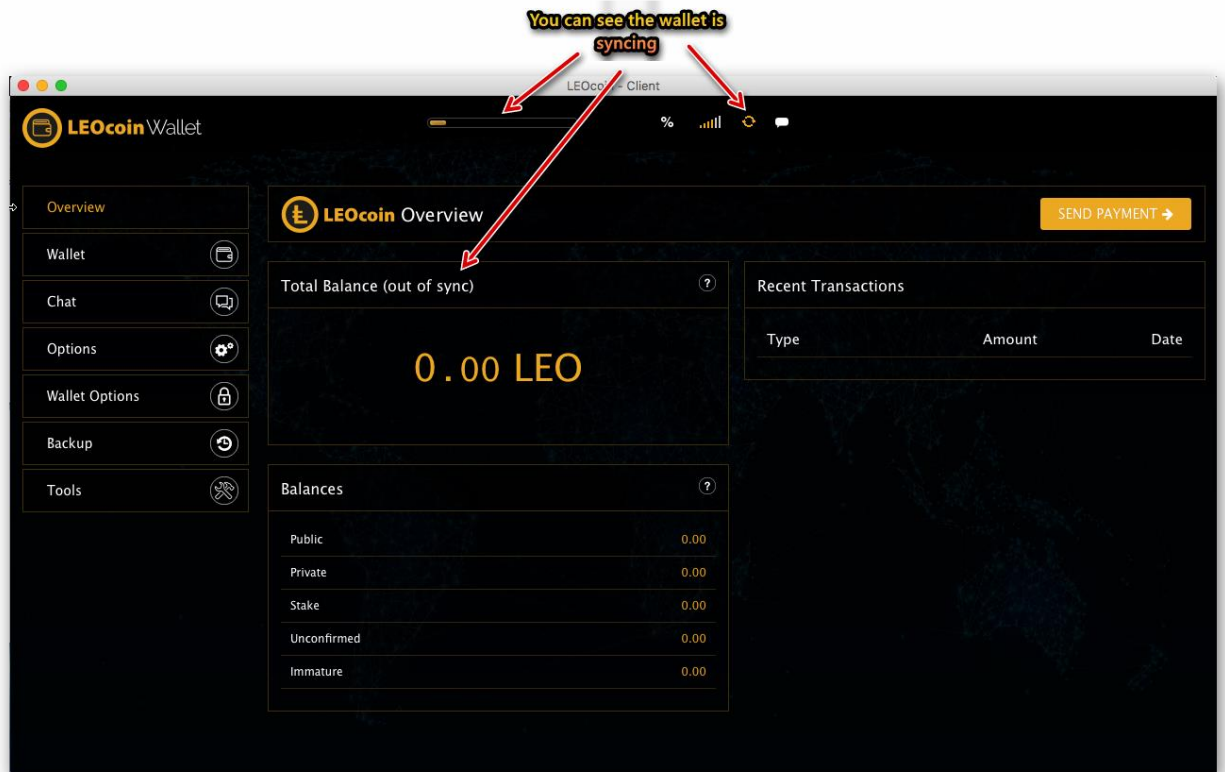 You can see the wallet is
syncing
LEOcoin - Client
LEOcoin Wallet
%
Overview
LEOcoin Overview
SEND PAYMENT
Wallet
Chat
Options
Wallet Options
Backup
Tools
Total Balance (out of sync) ?
0.00 LEO
Recent Transactions
Type Amount Date
Balances ?
Public 0.00
Private 0.00
Stake 0.00
Unconfirmed 0.00
Immature 0.00